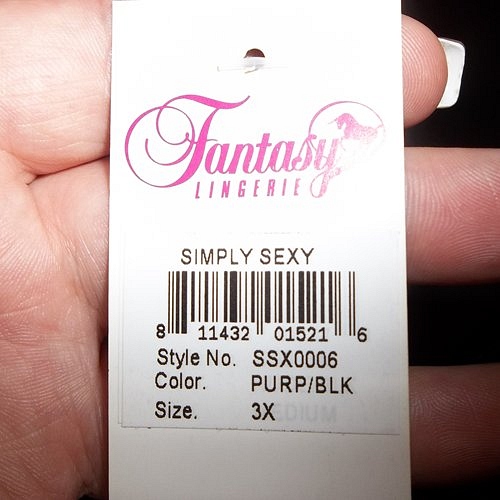 Fantasy
LINGERIE
SIMPLY SEXY
8 11432 01521 6
Style No. SSX0006
Color. PURP/BLK
Size. 3X